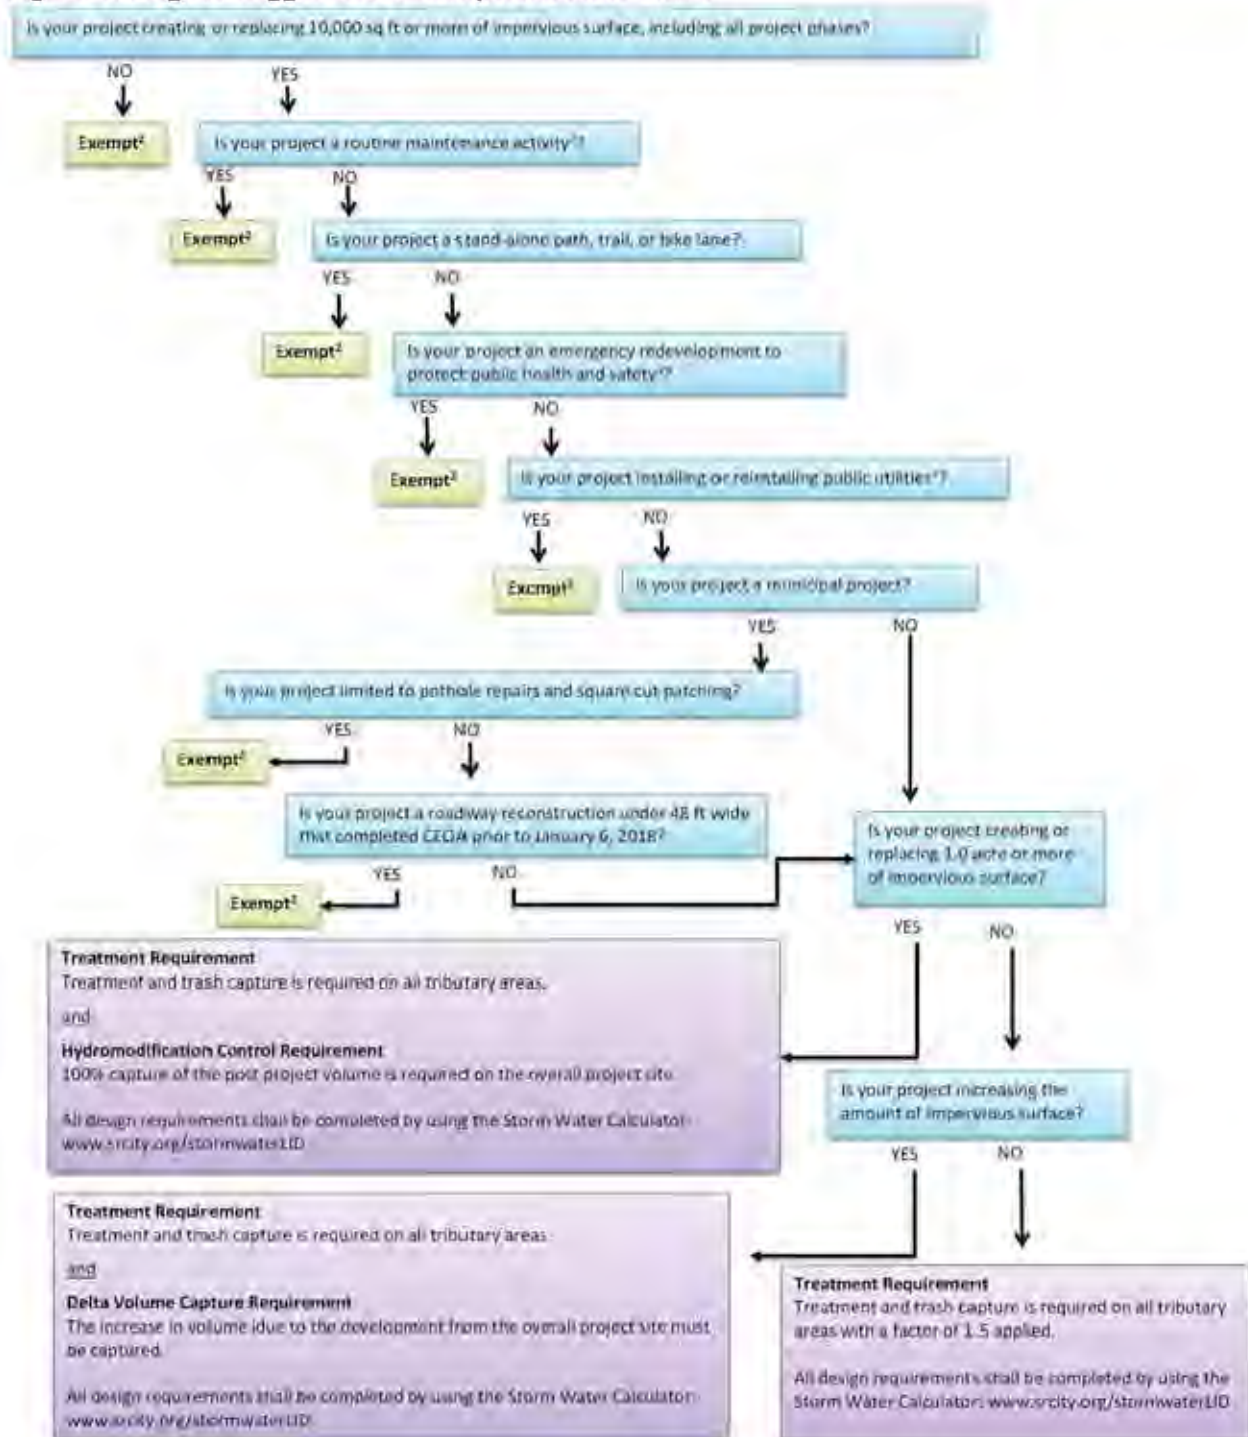 Is your project creating or replacing 10,000 sq ft or more of impervious surface, including all project phases?
NO
YES
Exempt²
Is your project a routine maintenance activity²?
YES
NO
Exempt²
Is your project a stand-alone path, trail, or bike lane?
YES
NO
Exempt²
Is your project an emergency redevelopment to
protect public health and safety²?
YES
NO
Exempt²
Is your project installing or reinstalling public utilities²?
YES
NO
Exempt²
Is your project a municipal project?
YES
NO
Is your project limited to pothole repairs and square cut patching?
YES
NO
Exempt²
Is your project a roadway reconstruction under 48 ft wide
that completed CEQA prior to January 6, 2018?
YES
NO
Exempt²
Is your project creating or
replacing 1.0 acre or more
of impervious surface?
YES
NO
Treatment Requirement
Treatment and trash capture is required on all tributary areas.
and
Hydromodification Control Requirement
100% capture of the post project volume is required on the overall project site
All design requirements shall be completed by using the Storm Water Calculator:
www.srcity.org/stormwaterLID
Is your project increasing the
amount of impervious surface?
YES
NO
Treatment Requirement
Treatment and trash capture is required on all tributary areas
and
Delta Volume Capture Requirement
The increase in volume idue to the development from the overall project site must
be captured.
All design requirements shall be completed by using the Storm Water Calculator:
www.srcity.org/stormwaterLID
Treatment Requirement
Treatment and trash capture is required on all tributary
areas with a factor of 1.5 applied.
All design requirements shall be completed by using the
Storm Water Calculator: www.srcity.org/stormwaterLID